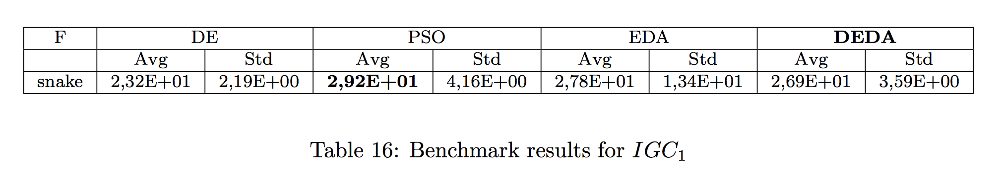 F DE PSO EDA DEDA
Avg Std Avg Std Avg Std Avg Std
snake 2,32E+01 2,19E+00 2,92E+01 4,16E+00 2,78E+01 1,34E+01 2,69E+01 3,59E+00
Table 16: Benchmark results for IGC₁